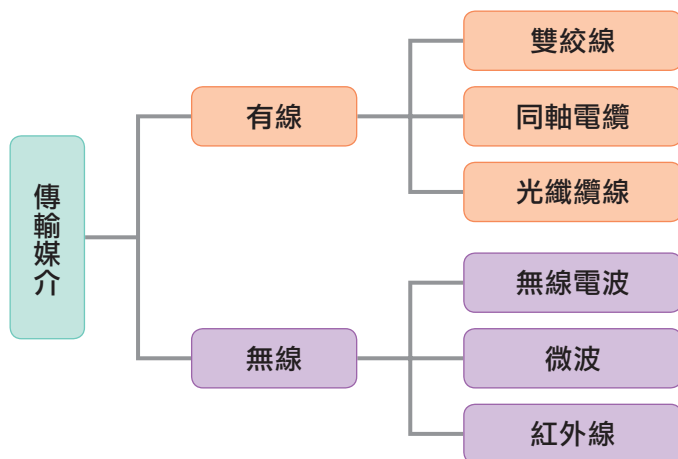 傳輸媒介
有線
雙絞線
同軸電纜
光纖纜線
無線
無線電波
微波
紅外線